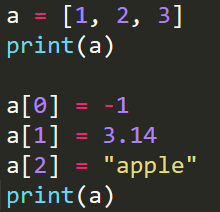 a = [1, 2, 3]
print(a)
a[0] = -1
a[1] = 3.14
a[2] = "apple"
print(a)